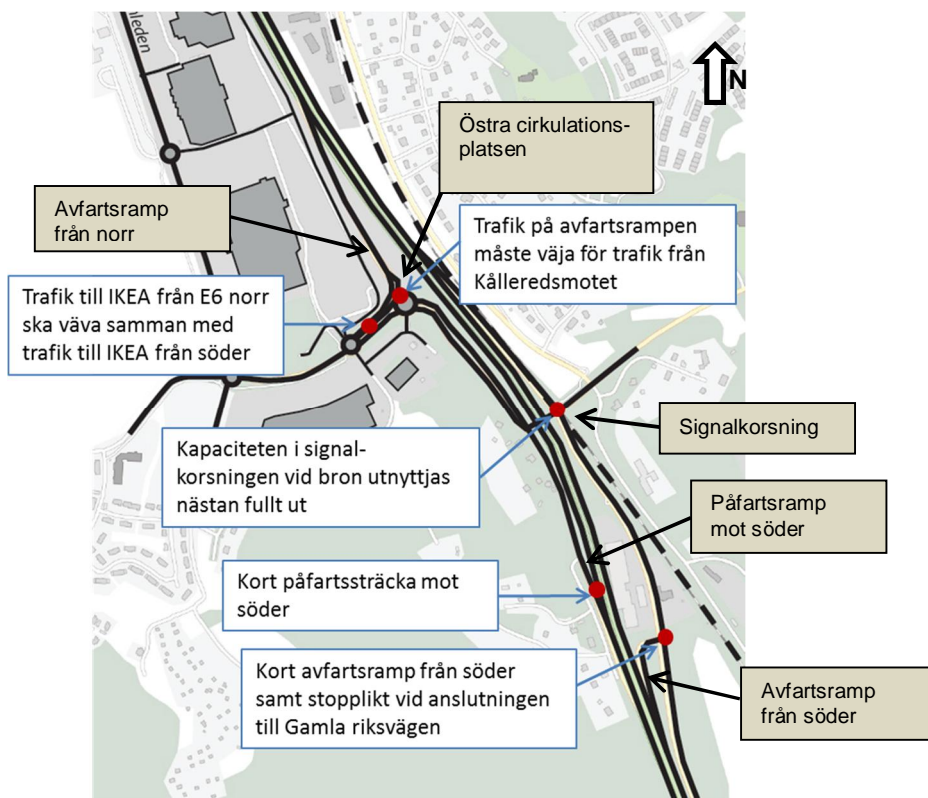 nleden
N
Östra cirkulations-
platsen
Avfartsramp
från norr
Trafik på avfartsrampen
måste väja för trafik från
Kålleredsmotet
Trafik till IKEA från E6 norr
ska väva samman med
trafik till IKEA från söder
Signalkorsning
Kapaciteten i signal-
korsningen vid bron utnyttjas
nästan fullt ut
Påfartsramp
mot söder
Kort påfartssträcka mot
söder
Kort avfartsramp från söder
samt stopplikt vid anslutningen
till Gamla riksvägen
Avfartsramp
från söder